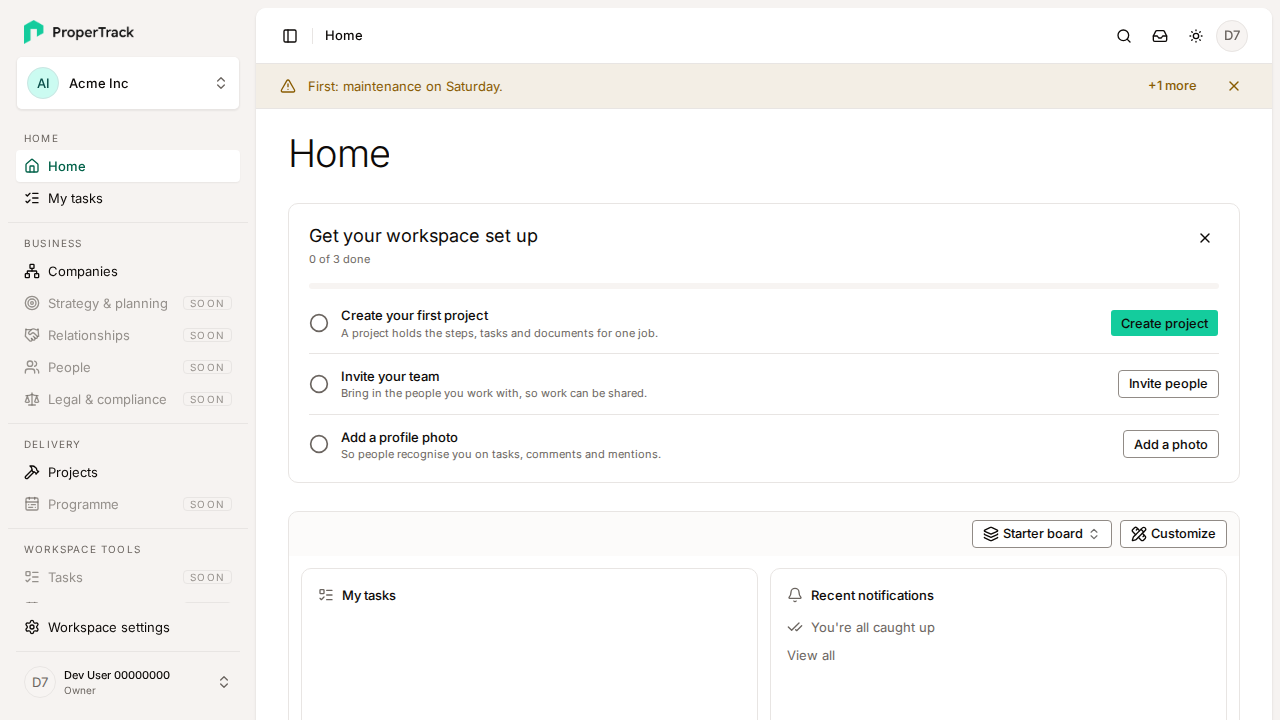 ProperTrack
Home
D7
AI
Acme Inc
First: maintenance on Saturday.
+1 more
HOME
Home
My tasks
BUSINESS
Companies
Strategy & planning
SOON
Relationships
SOON
People
SOON
Legal & compliance
SOON
DELIVERY
Projects
Programme
SOON
WORKSPACE TOOLS
Tasks
SOON
Workspace settings
D7
Dev User 00000000
Owner
Home
Get your workspace set up
0 of 3 done
Create your first project
A project holds the steps, tasks and documents for one job.
Create project
Invite your team
Bring in the people you work with, so work can be shared.
Invite people
Add a profile photo
So people recognise you on tasks, comments and mentions.
Add a photo
Starter board
Customize
My tasks
Recent notifications
You're all caught up
View all